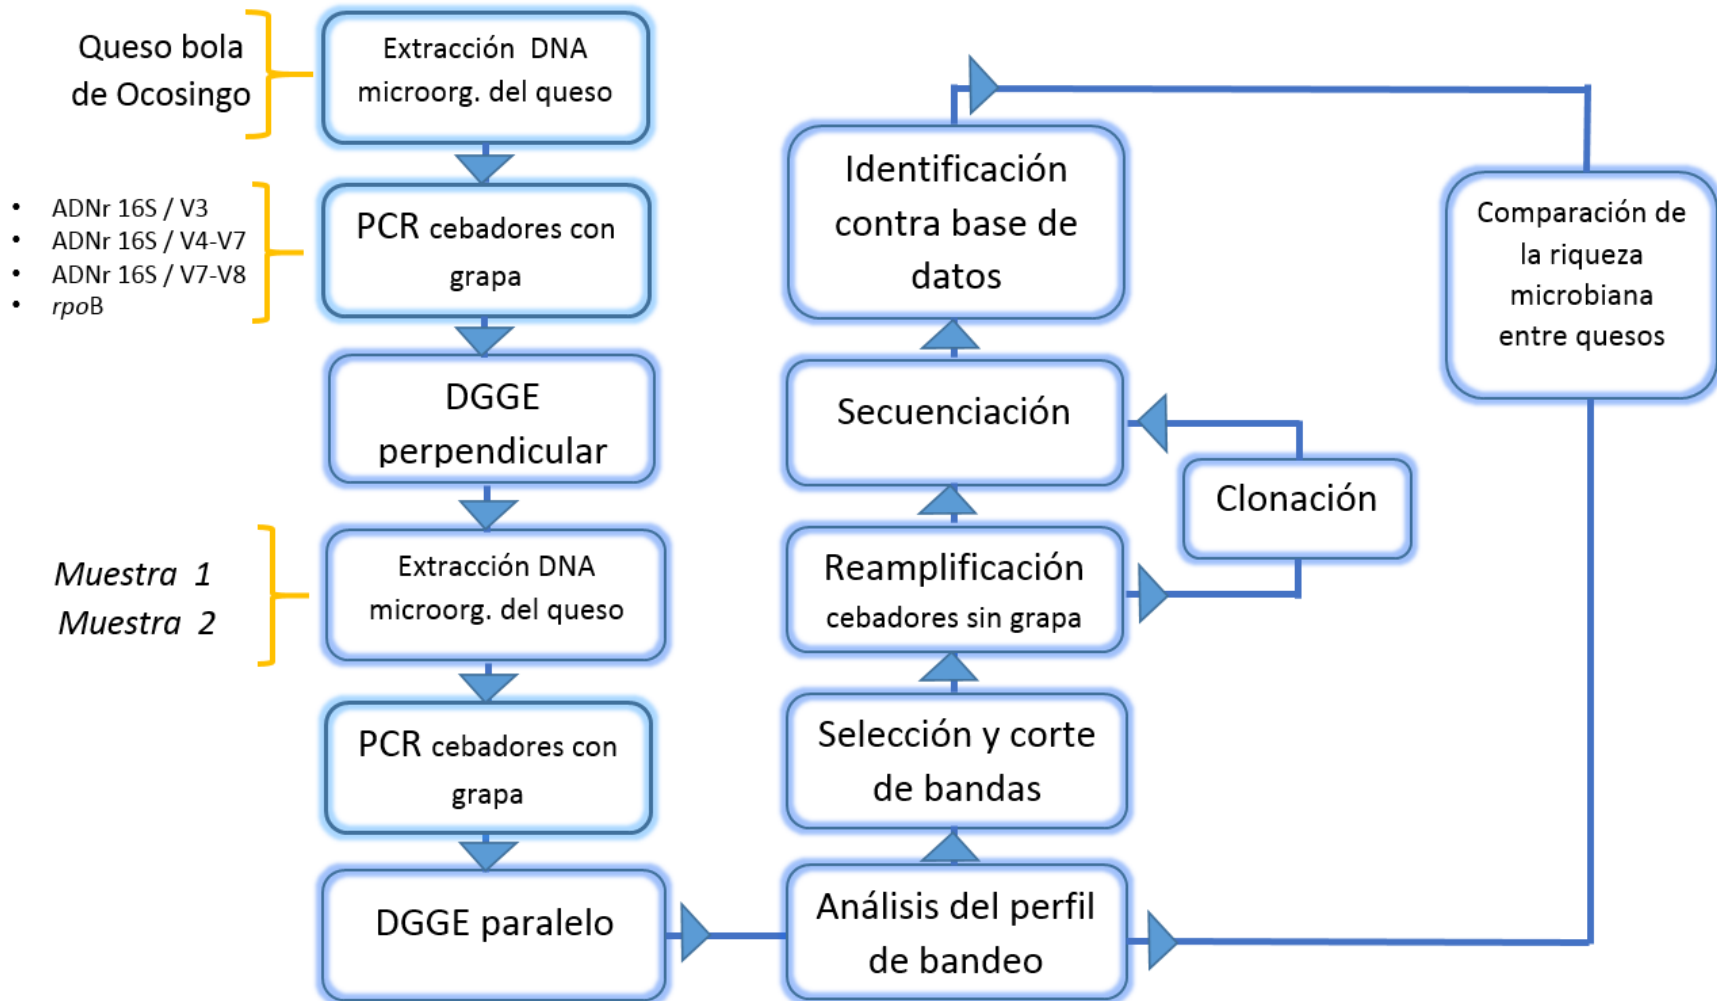 Queso bola
de Ocosingo
Extracción DNA
microorg. del queso
• ADNr 16S / V3
• ADNr 16S / V4-V7
• ADNr 16S / V7-V8
• rpoB
PCR cebadores con
grapa
DGGE
perpendicular
Muestra 1
Muestra 2
Extracción DNA
microorg. del queso
PCR cebadores con
grapa
DGGE paralelo
Análisis del perfil
de bandeo
Selección y corte
de bandas
Reamplificación
cebadores sin grapa
Clonación
Secuenciación
Identificación
contra base de
datos
Comparación de
la riqueza
microbiana
entre quesos